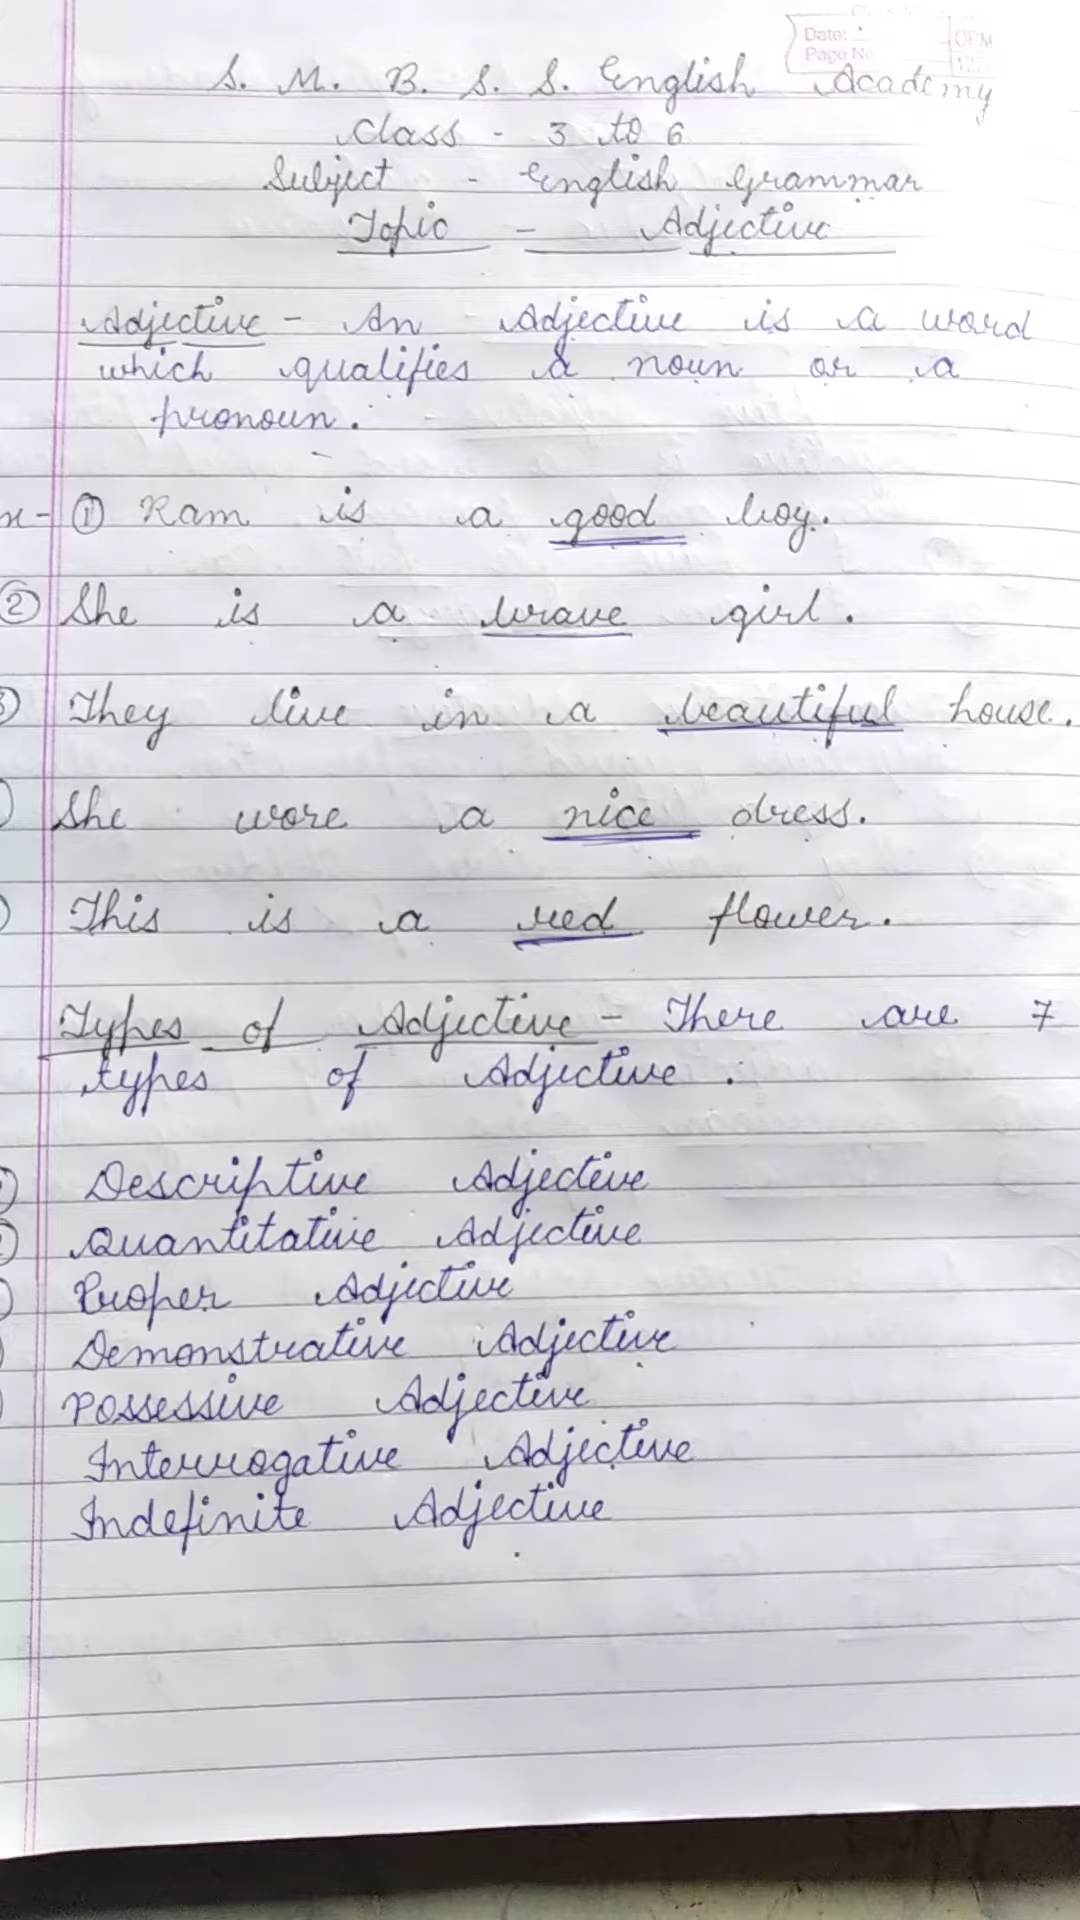 Date:
Page No
S. M. B. S. S. English Academy
Class - 3 to 6
Subject - English Grammar
Topic - Adjective
Adjective - An Adjective is a word
which qualifies a noun or a
pronoun.
x- ① Ram is a good boy.
② She is a brave girl.
They live in a beautiful house.
She wore a nice dress.
This is a red flower.
Types of Adjective - There are 7
types of Adjective.
Descriptive Adjective
Quantitative Adjective
Proper Adjective
Demonstrative Adjective
Possessive Adjective
Interrogative Adjective
Indefinite Adjective